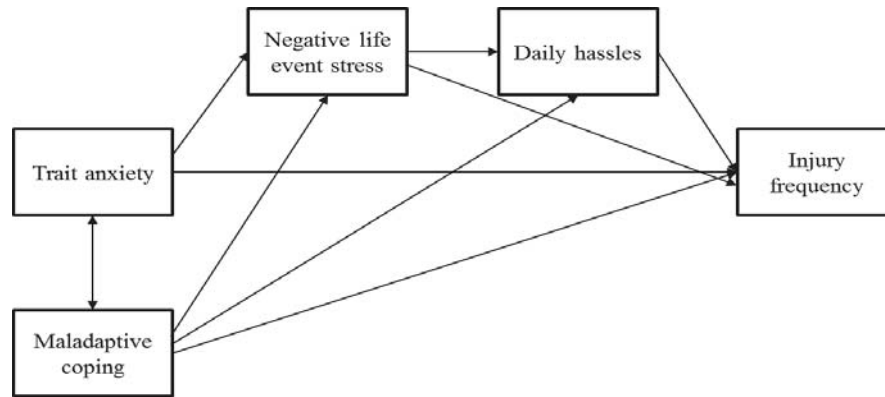 Negative life
event stress
Daily hassles
Trait anxiety
Injury
frequency
Maladaptive
coping